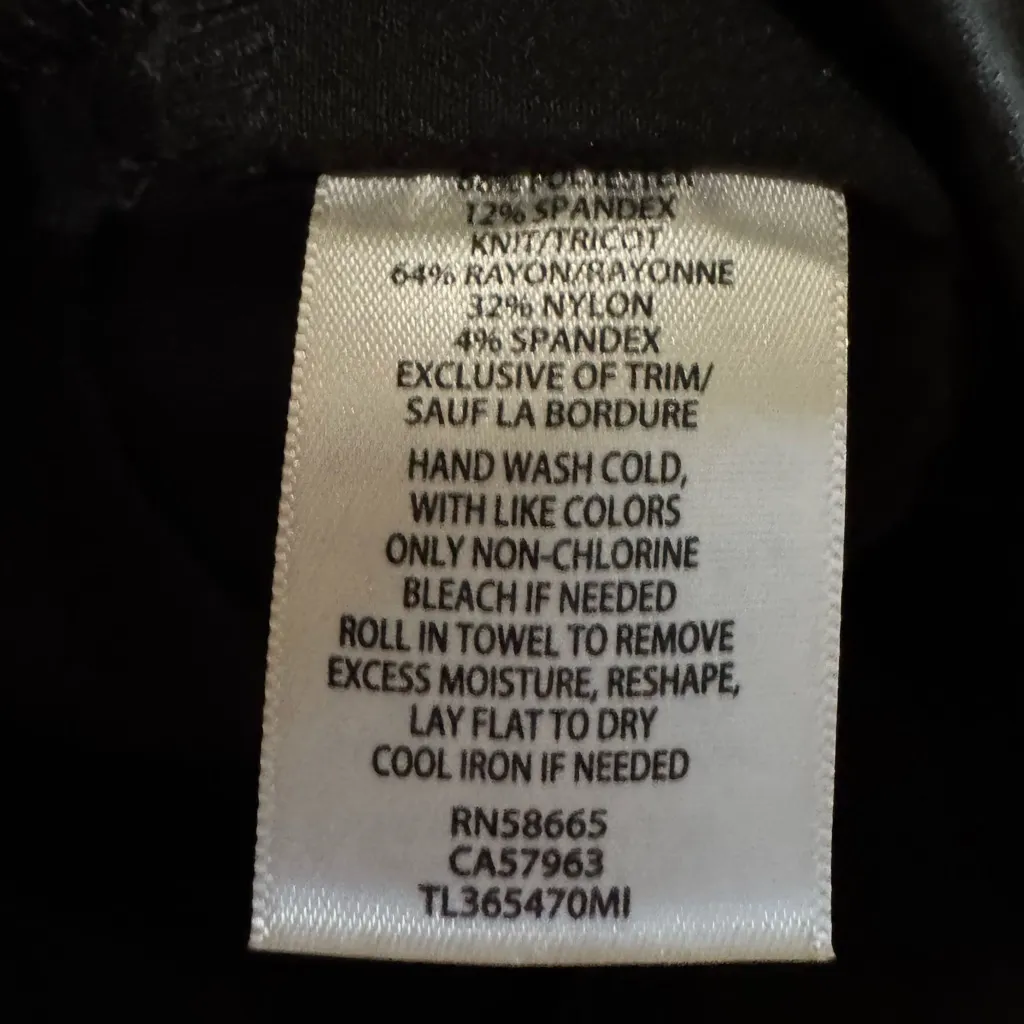 POLYESTER
12% SPANDEX
KNIT/TRICOT
64% RAYON/RAYONNE
32% NYLON
4% SPANDEX
EXCLUSIVE OF TRIM/
SAUF LA BORDURE
HAND WASH COLD,
WITH LIKE COLORS
ONLY NON-CHLORINE
BLEACH IF NEEDED
ROLL IN TOWEL TO REMOVE
EXCESS MOISTURE, RESHAPE,
LAY FLAT TO DRY
COOL IRON IF NEEDED
RN58665
CA57963
TL365470MI